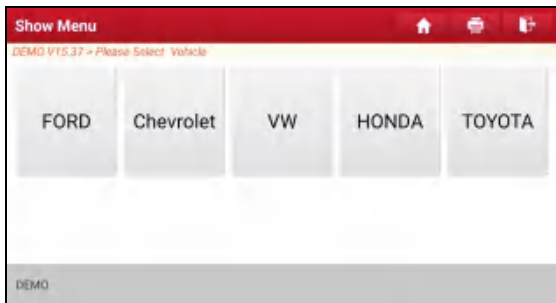 Show Menu
DEMO V15.37 > Please Select Vehicle
FORD Chevrolet VW HONDA TOYOTA
DEMO